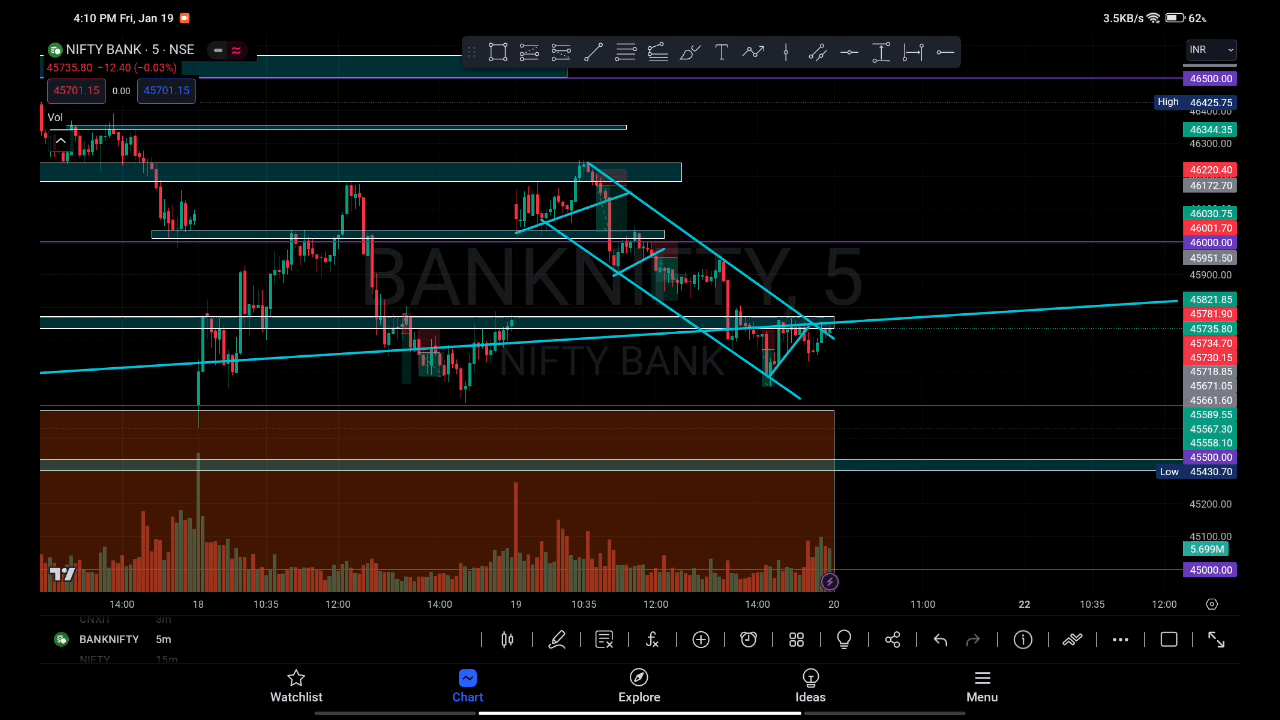 4:10 PM Fri, Jan 19
3.5KB/s 62%
NIFTY BANK · 5 · NSE
45735.80 −12.40 (−0.03%)
45701.15 0.00 45701.15
Vol
INR
46500.00
High 46425.75
46400.00
46344.35
46300.00
46220.40
46172.70
46030.75
46001.70
46000.00
45951.50
45900.00
45821.85
45781.90
45735.80
45734.70
45730.15
45718.85
45671.05
45661.60
45589.55
45567.30
45558.10
45500.00
Low 45430.70
45200.00
45100.00
5.699M
45000.00
BANKNIFTY, 5
NIFTY BANK
14:00 18 10:35 12:00 14:00 19 10:35 12:00 14:00 20 11:00 22 10:35 12:00
CNXIT 3m
BANKNIFTY 5m
NIFTY 15m
Watchlist Chart Explore Ideas Menu